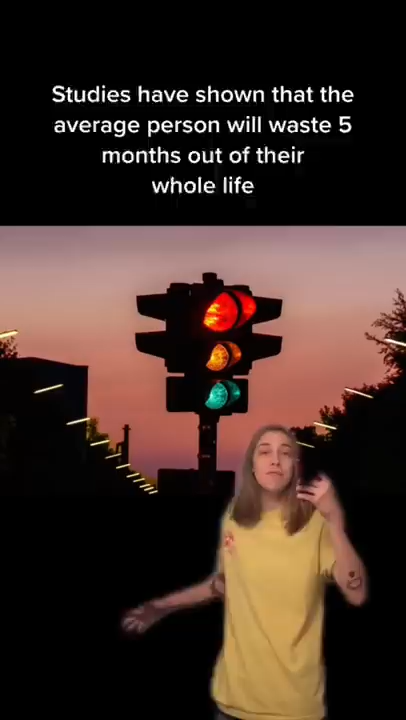 Studies have shown that the
average person will waste 5
months out of their
whole life